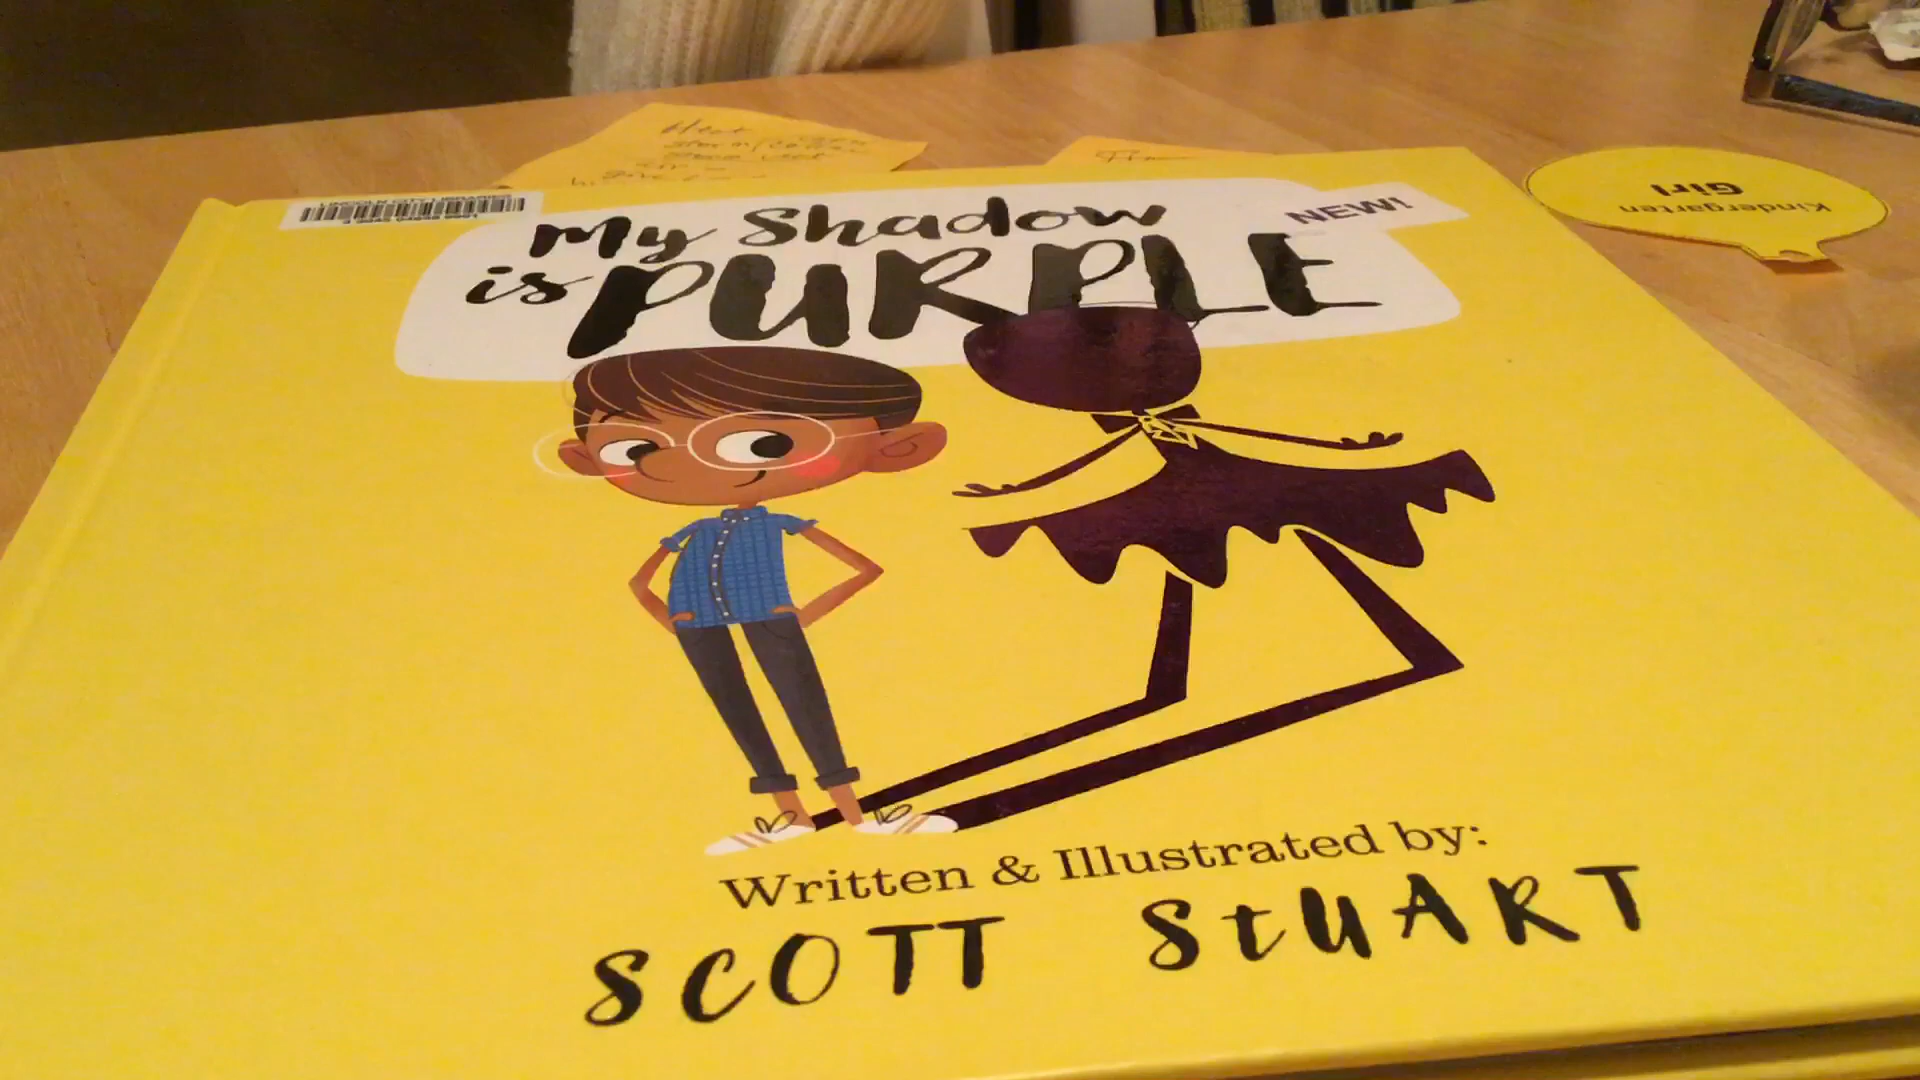 My Shadow
is PURPLE
NEW!
Written & Illustrated by:
SCOTT StUART
Kindergarten
Girl